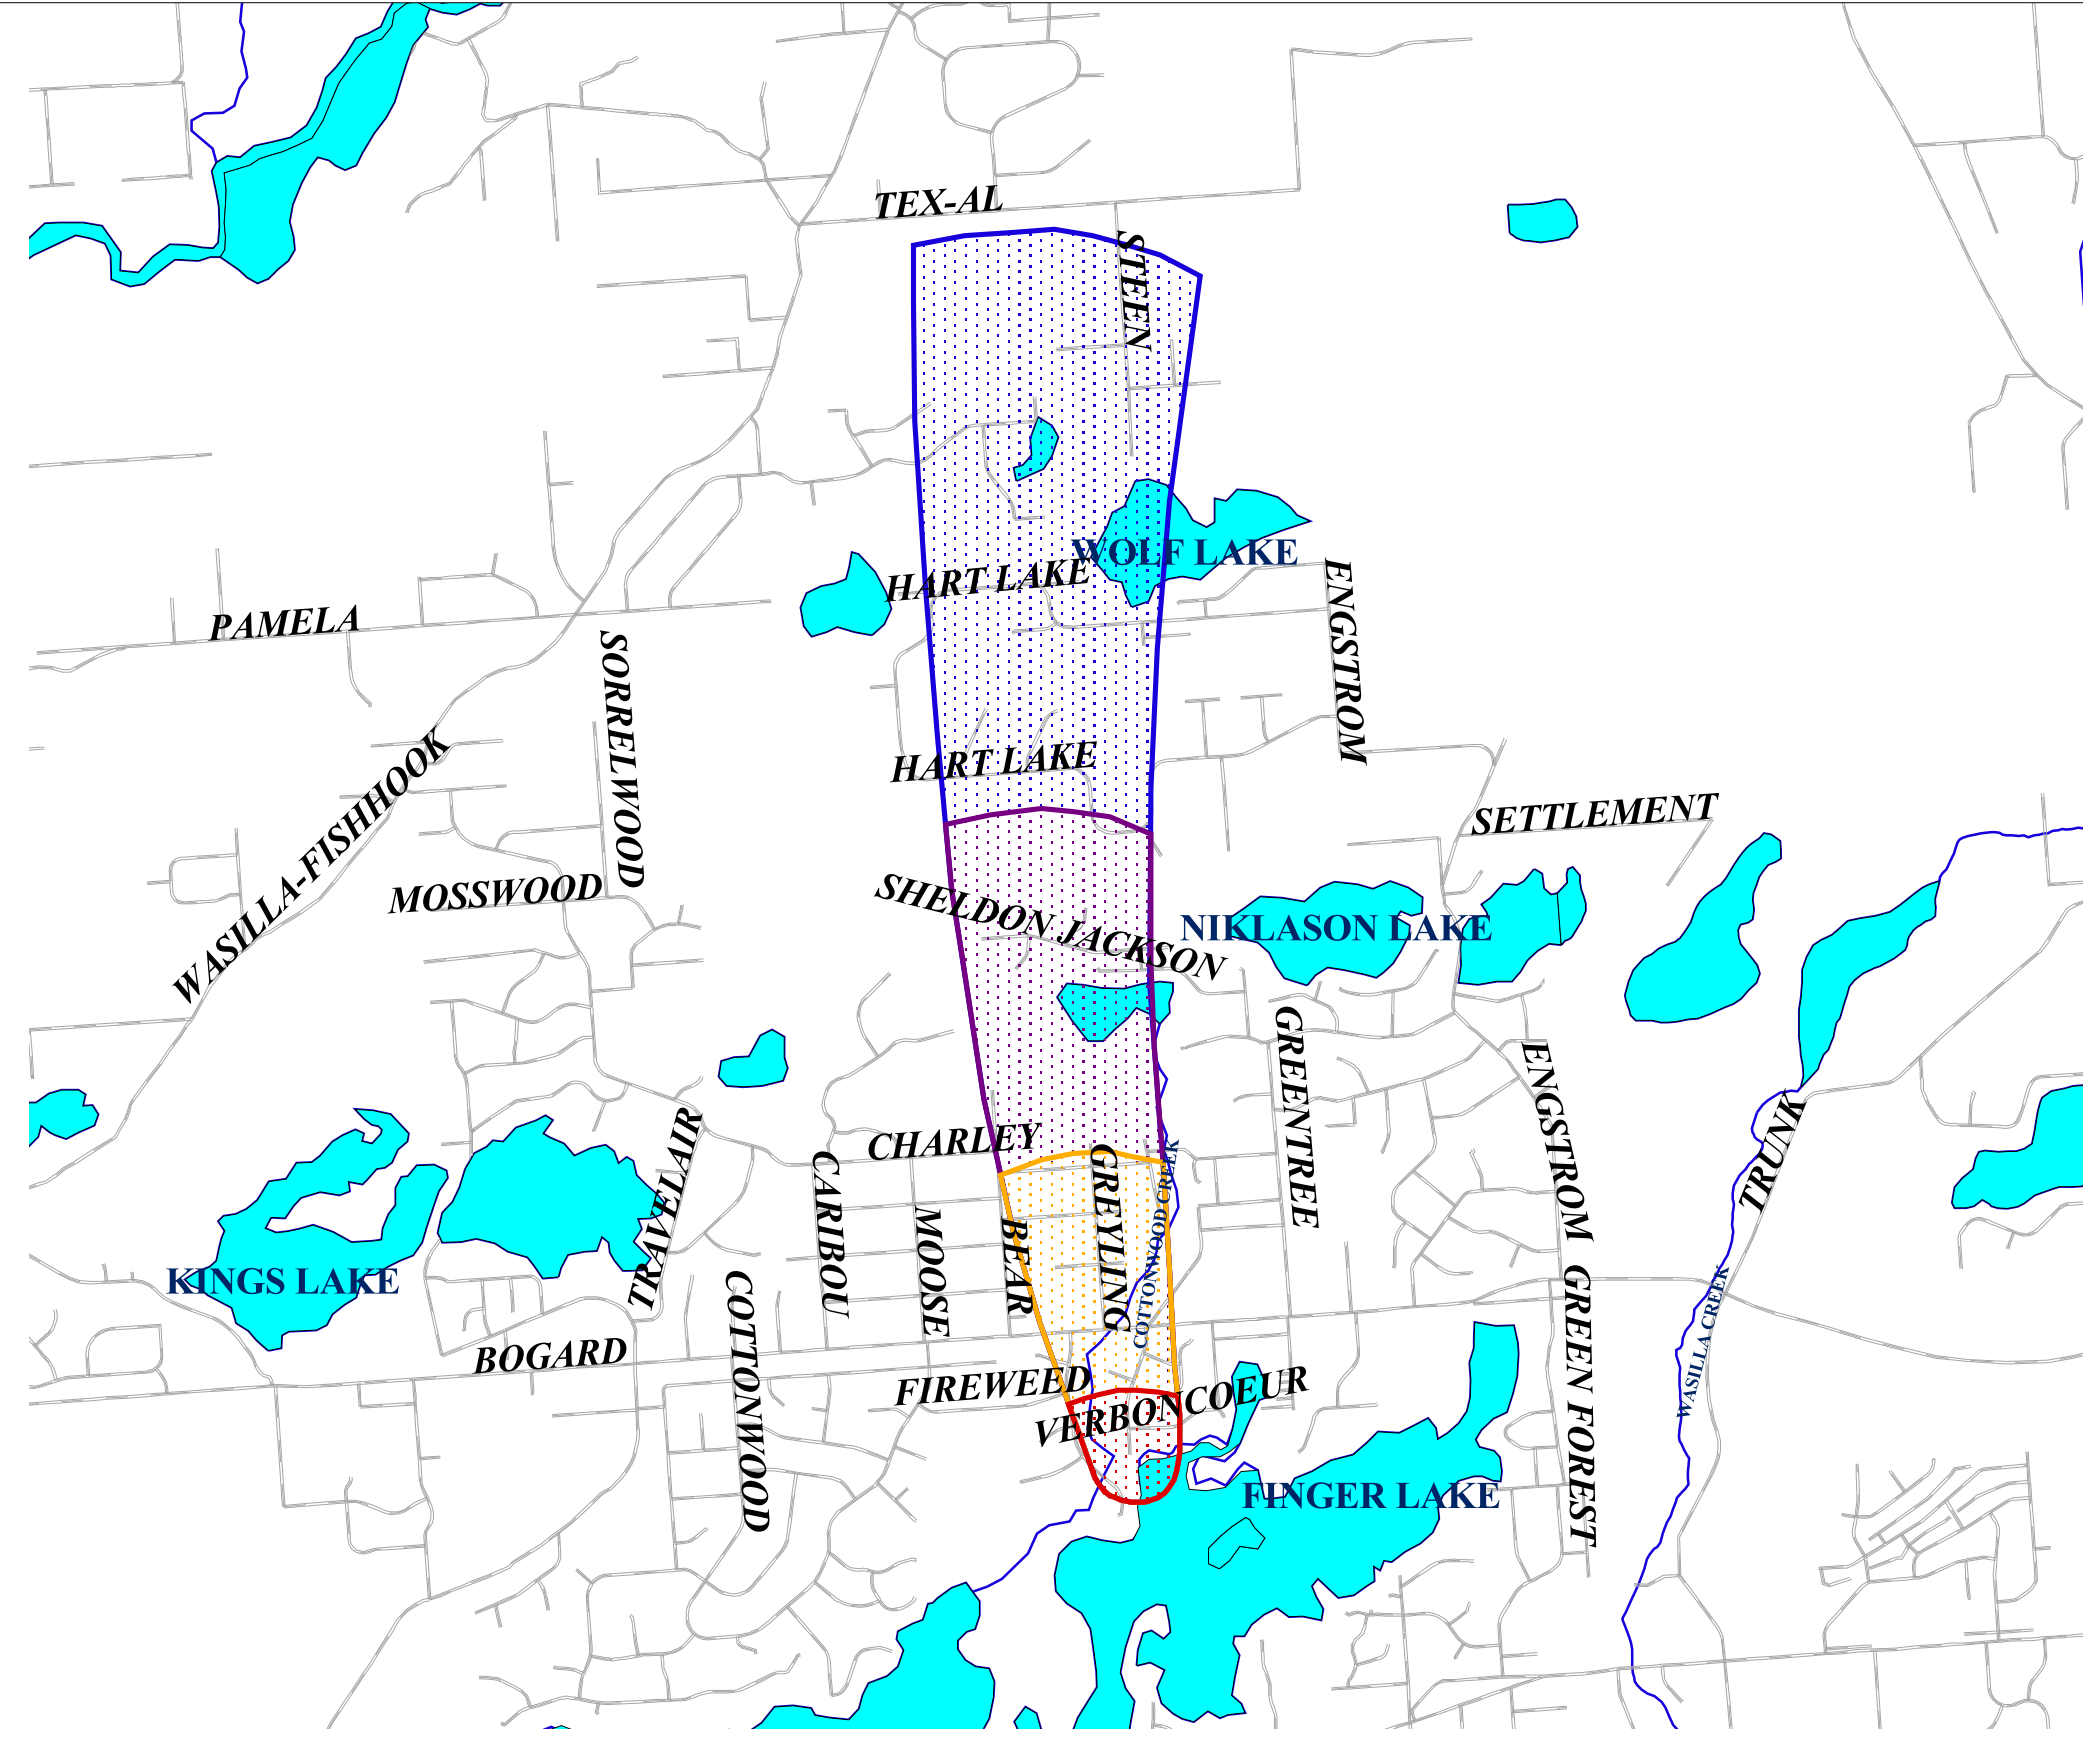 TEX-AL
STEEN
WOLF LAKE
HART LAKE
ENGSTROM
PAMELA
SORRELWOOD
WASILLA-FISHHOOK
HART LAKE
SETTLEMENT
MOSSWOOD
SHELDON JACKSON
NIKLASON LAKE
GREENTREE
ENGSTROM
TRUNK
TRAVELAIR
CHARLEY
CARIBOU
MOOSE
BEAR
GREYLING
COTTONWOOD CREEK
KINGS LAKE
COTTONWOOD
GREEN FOREST
WASILLA CREEK
BOGARD
FIREWEED
VERBONCOEUR
FINGER LAKE